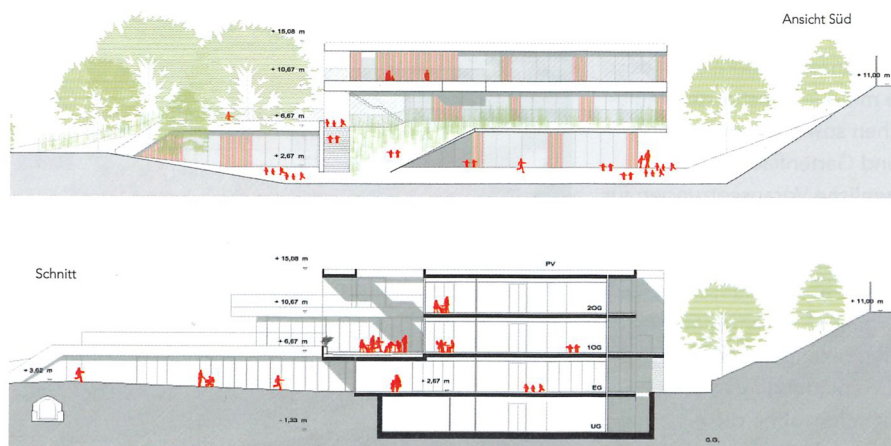 Ansicht Süd
+ 15,08 m
+ 10,67 m
+ 6,67 m
+ 2,67 m
+ 11,00 m
Schnitt
PV
+ 15,08 m
+ 10,67 m
2OG
+ 11,00 m
+ 6,67 m
1OG
+ 3,62 m
+ 2,67 m
EG
- 1,33 m
UG
G.G.